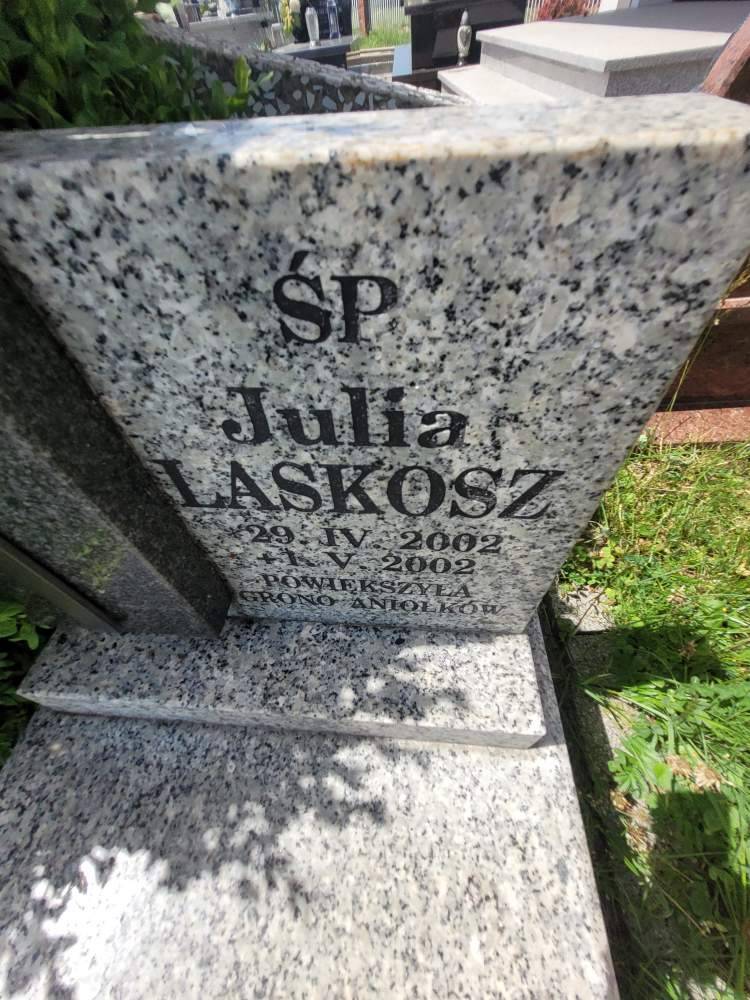 ŚP
Julia
LASKOSZ
29. IV. 2002
+ 1. V. 2002
POWIĘKSZYŁA
GRONO ANIOŁKÓW